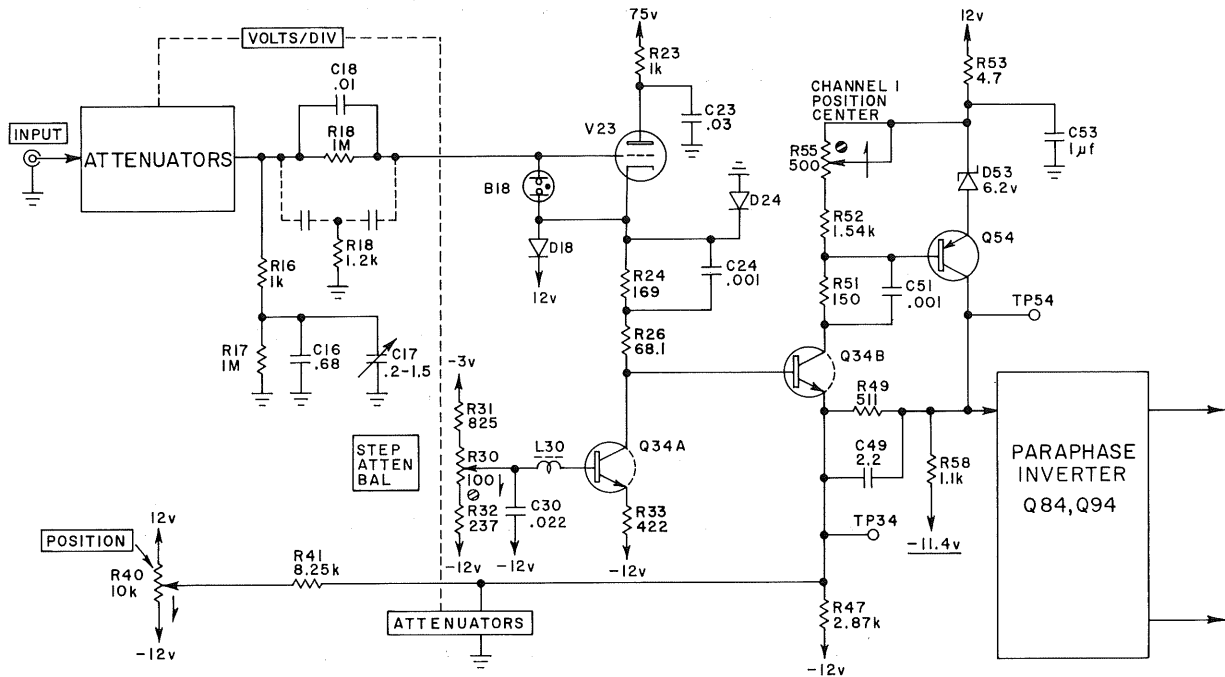 VOLTS/DIV
INPUT
ATTENUATORS
C18
.01
R18
1M
R18
1.2k
R16
1k
R17
1M
C16
.68
C17
.2-1.5
75v
R23
1k
C23
.03
V23
B18
D18
12v
D24
R24
169
C24
.001
R26
68.1
-3v
R31
825
R30
100
R32
237
-12v
STEP
ATTEN
BAL
L30
C30
.022
-12v
Q34A
R33
422
-12v
12v
POSITION
R40
10k
-12v
R41
8.25k
ATTENUATORS
12v
R53
4.7
CHANNEL 1
POSITION
CENTER
R55
500
C53
1µf
D53
6.2v
R52
1.54k
Q54
R51
150
C51
.001
TP54
Q34B
R49
511
C49
2.2
R58
1.1k
-11.4v
TP34
R47
2.87k
-12v
PARAPHASE
INVERTER
Q84, Q94